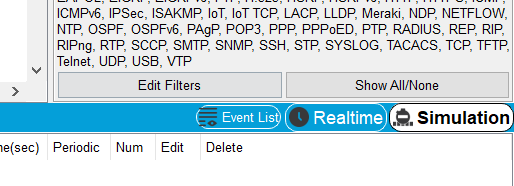 ICMPv6, IPSec, ISAKMP, IoT, IoT TCP, LACP, LLDP, Meraki, NDP, NETFLOW,
NTP, OSPF, OSPFv6, PAgP, POP3, PPP, PPPoED, PTP, RADIUS, REP, RIP,
RIPng, RTP, SCCP, SMTP, SNMP, SSH, STP, SYSLOG, TACACS, TCP, TFTP,
Telnet, UDP, USB, VTP
Edit Filters Show All/None
Event List Realtime Simulation
ne(sec) Periodic Num Edit Delete